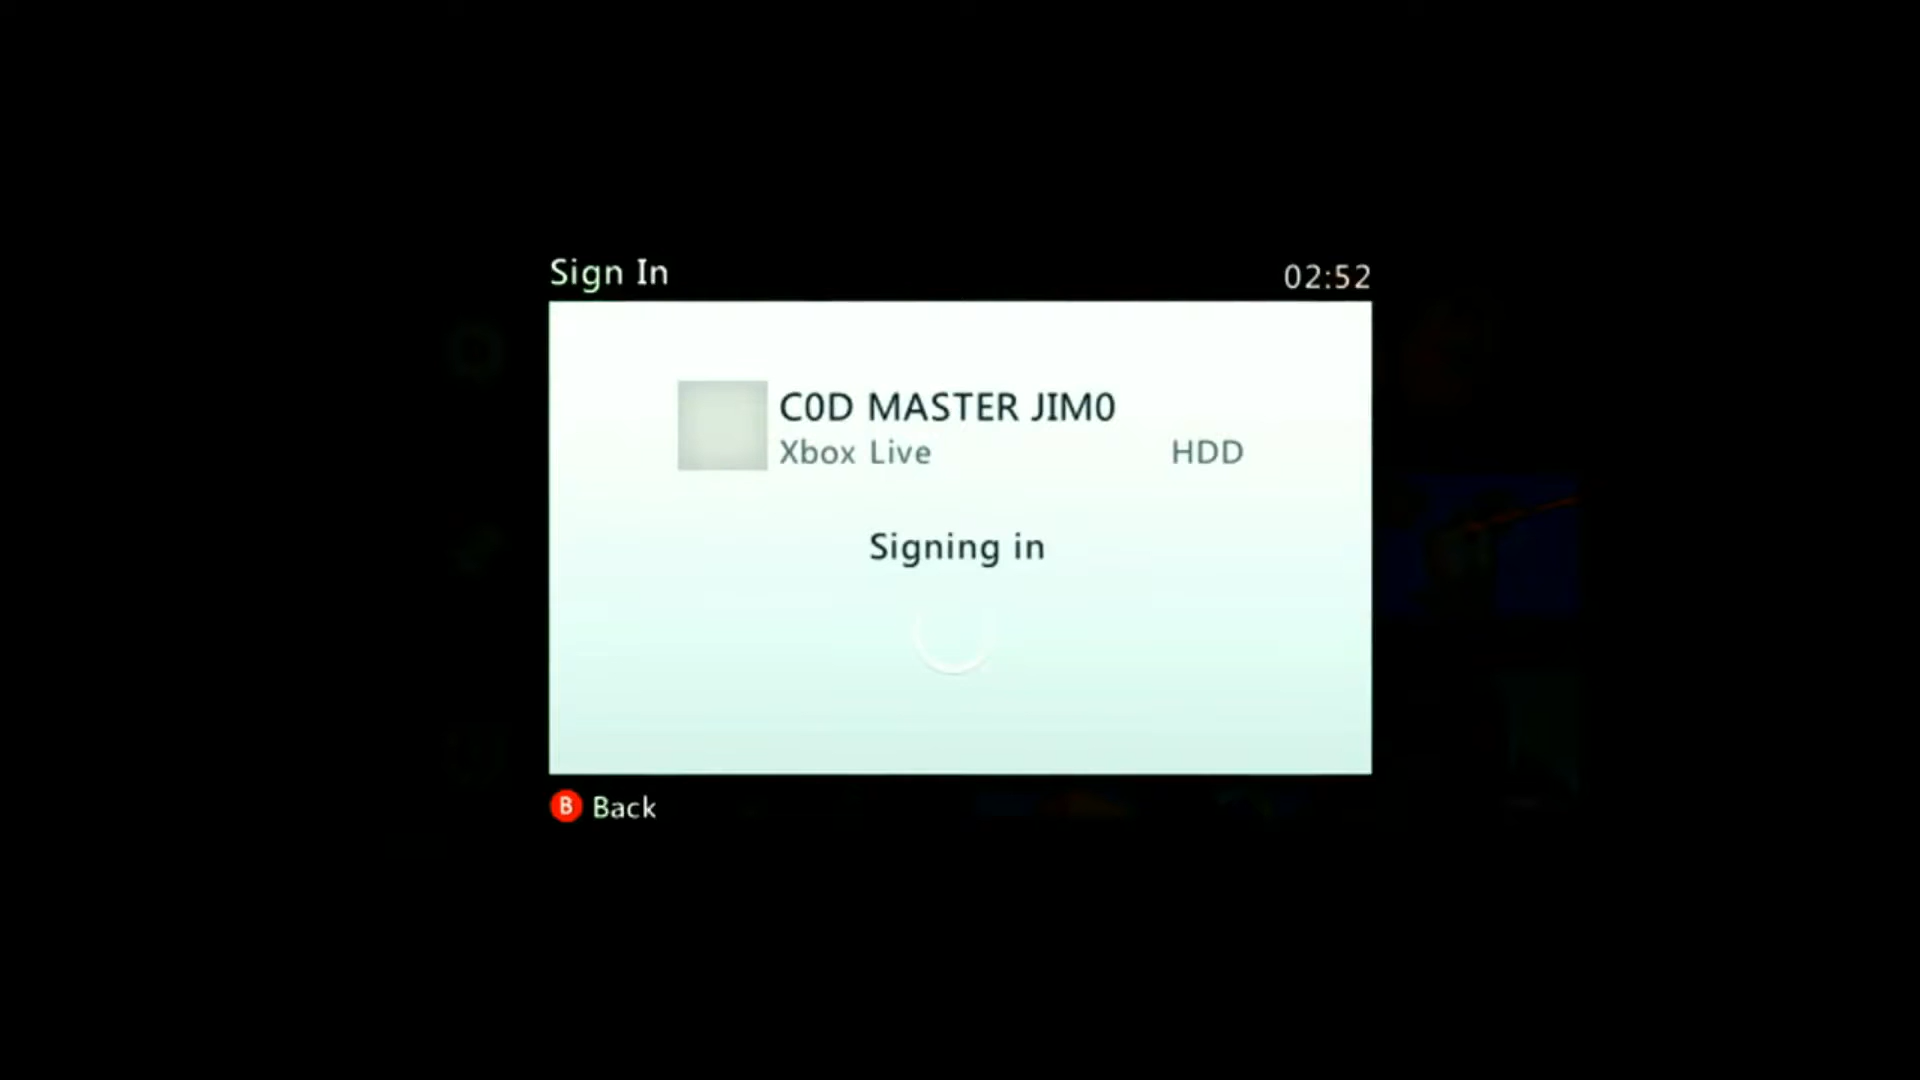 Sign In
02:52
C0D MASTER JIM0
Xbox Live
HDD
Signing in
B Back